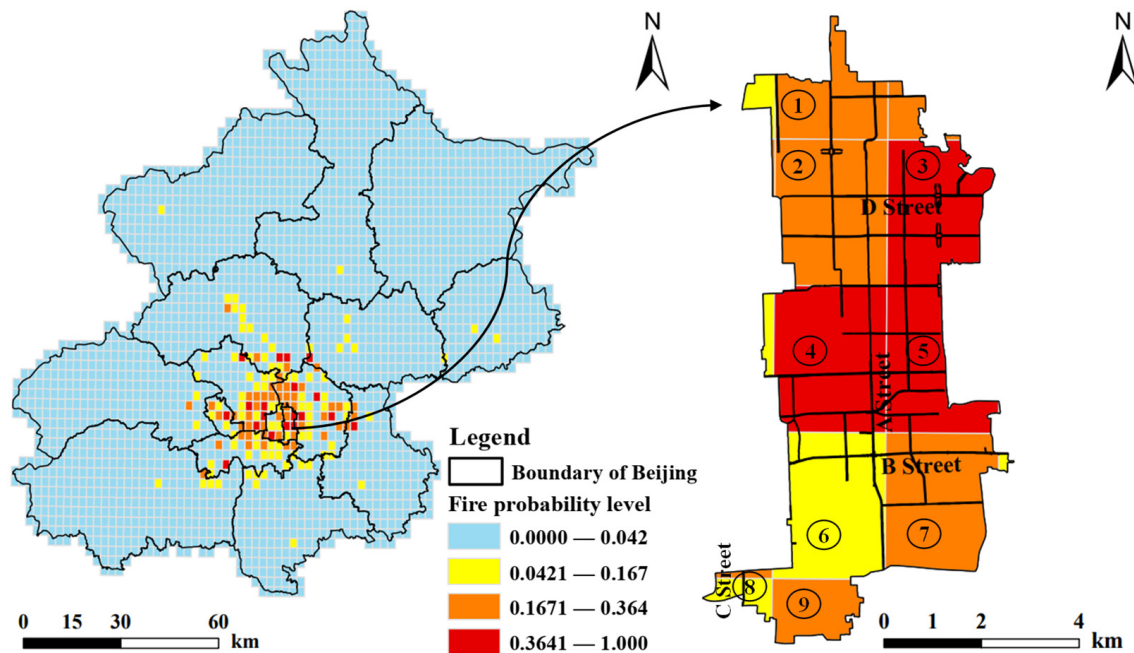 N
N
1
2
3
D Street
4
5
A Street
B Street
6
7
C Street
8
9
Legend
Boundary of Beijing
Fire probability level
0.0000 — 0.042
0.0421 — 0.167
0.1671 — 0.364
0.3641 — 1.000
0 15 30 60
km
0 1 2 4
km